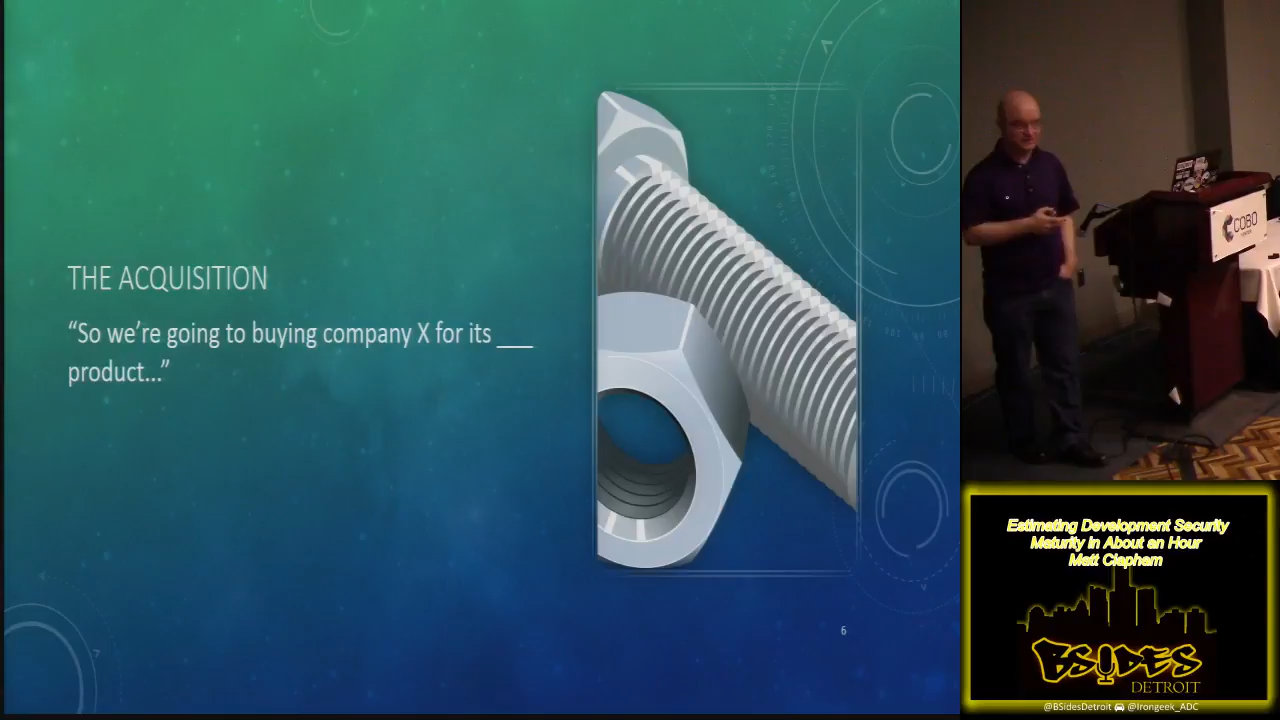 THE ACQUISITION
“So we’re going to buying company X for its ___
product...”
6
COBO
CENTER
Estimating Development Security
Maturity in About an Hour
Matt Clapham
BSIDES
DETROIT
@BSidesDetroit @Irongeek_ADC